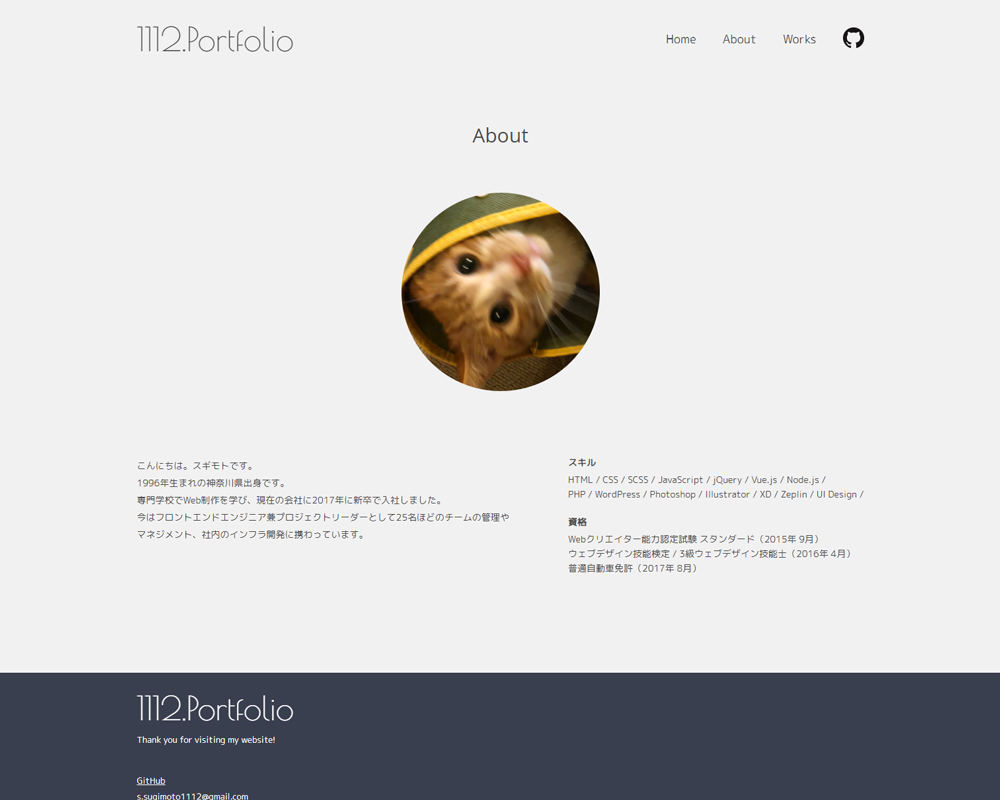 1112.Portfolio
Home
About
Works
About
こんにちは。スギモトです。
1996年生まれの神奈川県出身です。
専門学校でWeb制作を学び、現在の会社に2017年に新卒で入社しました。
今はフロントエンドエンジニア兼プロジェクトリーダーとして25名ほどのチームの管理や
マネジメント、社内のインフラ開発に携わっています。
スキル
HTML / CSS / SCSS / JavaScript / jQuery / Vue.js / Node.js /
PHP / WordPress / Photoshop / Illustrator / XD / Zeplin / UI Design /
資格
Webクリエイター能力認定試験 スタンダード（2015年 9月）
ウェブデザイン技能検定 / 3級ウェブデザイン技能士（2016年 4月）
普通自動車免許（2017年 8月）
1112.Portfolio
Thank you for visiting my website!
GitHub
s.sugimoto1112@gmail.com